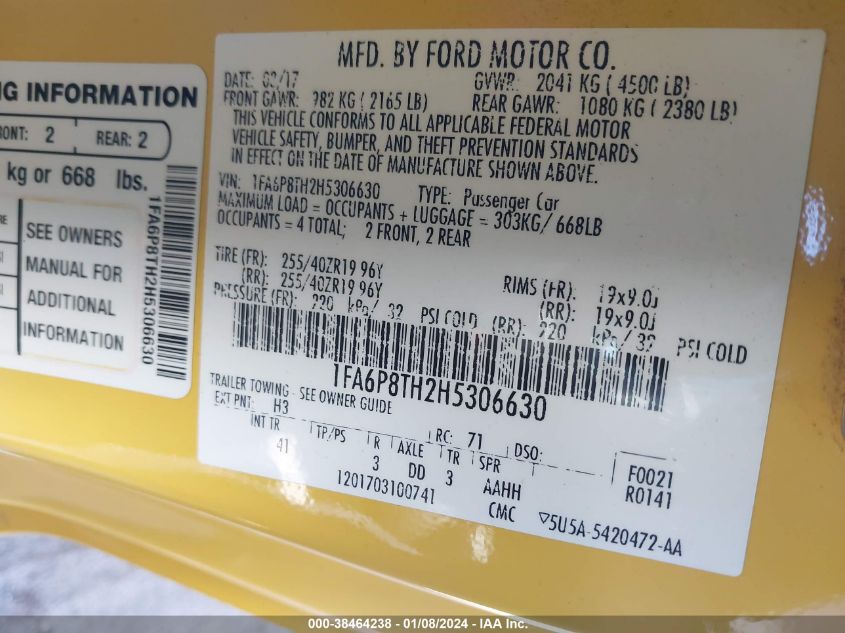 NG INFORMATION
RONT: 2 REAR: 2
kg or 668 lbs.
SEE OWNERS
MANUAL FOR
ADDITIONAL
INFORMATION
1FA6P8TH2H5306630
MFD. BY FORD MOTOR CO.
DATE: 02/17 GVWR: 2041 KG ( 4500 LB)
FRONT GAWR: 982 KG ( 2165 LB) REAR GAWR: 1080 KG ( 2380 LB)
THIS VEHICLE CONFORMS TO ALL APPLICABLE FEDERAL MOTOR
VEHICLE SAFETY, BUMPER, AND THEFT PREVENTION STANDARDS
IN EFFECT ON THE DATE OF MANUFACTURE SHOWN ABOVE.
VIN: 1FA6P8TH2H5306630 TYPE: Passenger Car
MAXIMUM LOAD = OCCUPANTS + LUGGAGE = 303KG/ 668LB
OCCUPANTS = 4 TOTAL; 2 FRONT, 2 REAR
TIRE (FR): 255/40ZR19 96Y RIMS (FR): 19x9.0J
(RR): 255/40ZR19 96Y (RR): 19x9.0J
PRESSURE (FR): 220 kPa/ 32 PSI COLD (RR): 220 kPa/ 32 PSI COLD
1FA6P8TH2H5306630
TRAILER TOWING - SEE OWNER GUIDE
EXT PNT: H3 RC: 71 DSO:
INT TR TP/PS R AXLE TR SPR F0021
41 3 DD 3 AAHH R0141
1201703100741 CMC ▽5U5A-5420472-AA
000-38464238 - 01/08/2024 - IAA Inc.